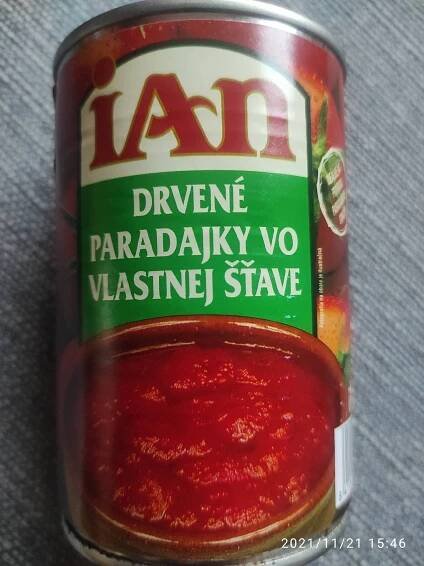 iAn
DRVENÉ
PARADAJKY VO
VLASTNEJ ŠŤAVE
2021/11/21 15:46